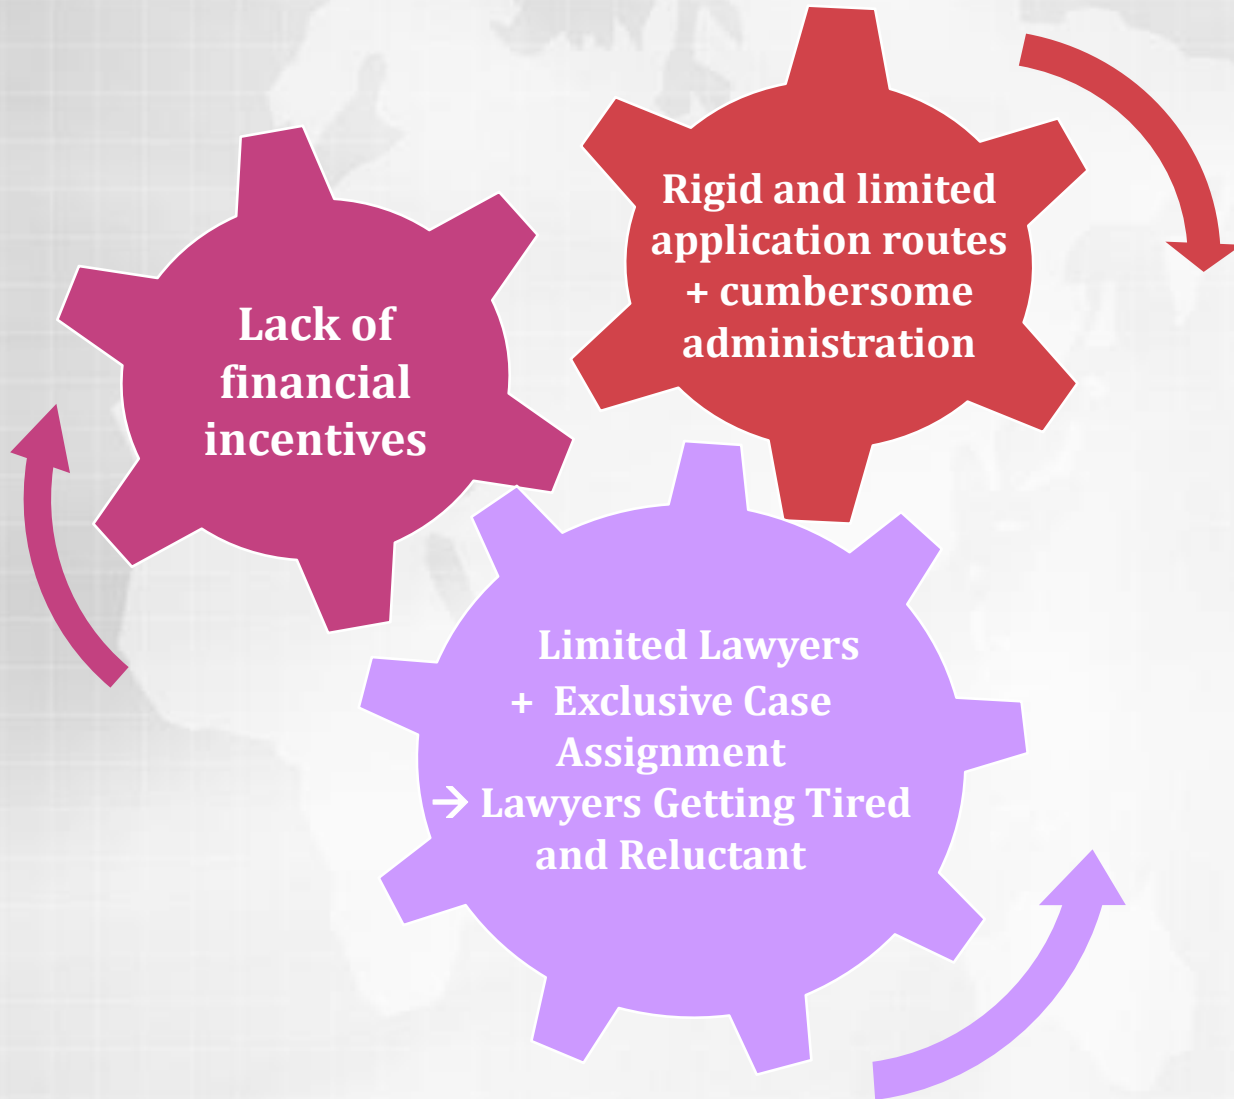 Rigid and limited
application routes
+ cumbersome
administration
Lack of
financial
incentives
Limited Lawyers
+ Exclusive Case
Assignment
→ Lawyers Getting Tired
and Reluctant